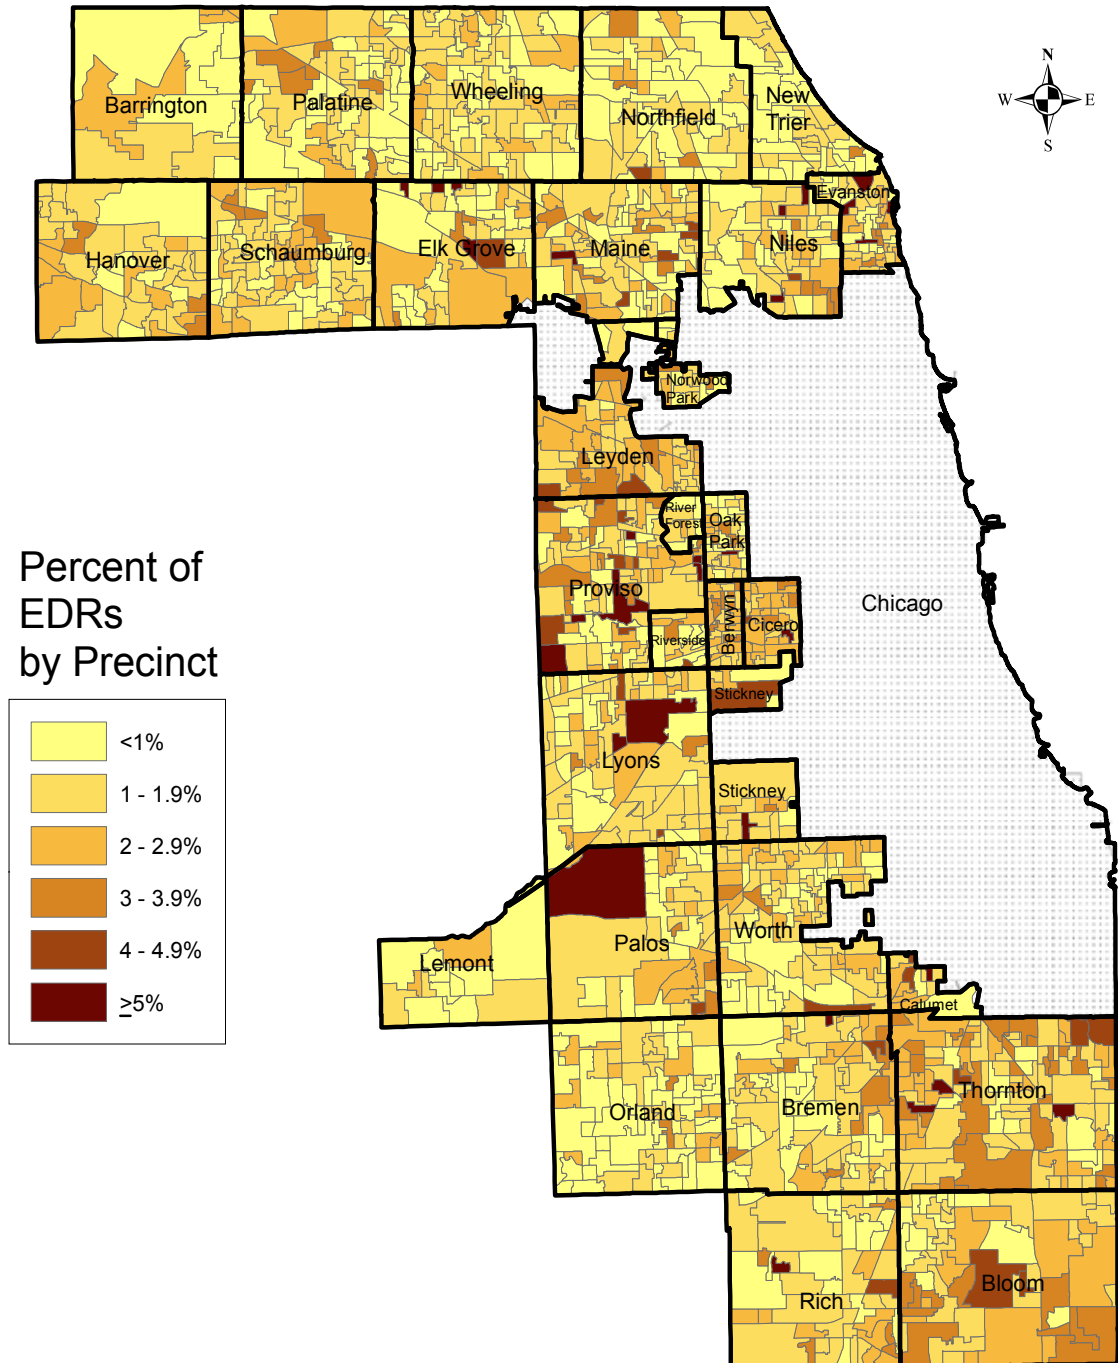 N
W
E
S
Barrington
Palatine
Wheeling
Northfield
New
Trier
Evanston
Hanover
Schaumburg
Elk Grove
Maine
Niles
Norwood
Park
Leyden
River
Forest
Oak
Park
Proviso
Riverside
Berwyn
Cicero
Chicago
Stickney
Lyons
Stickney
Palos
Worth
Lemont
Calumet
Orland
Bremen
Thornton
Rich
Bloom
Percent of
EDRs
by Precinct
<1%
1 - 1.9%
2 - 2.9%
3 - 3.9%
4 - 4.9%
≥5%